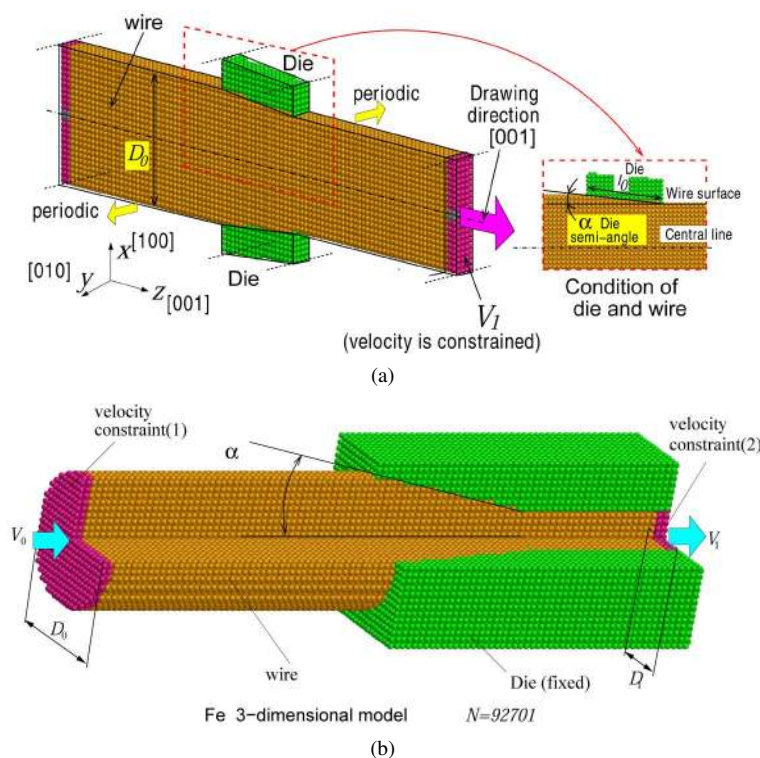 wire
Die
periodic
Drawing
direction
[001]
D0
periodic
Die
x[100]
[010]
y
z[001]
V1
(velocity is constrained)
Die
l0
Wire surface
α Die
semi-angle
Central line
Condition of
die and wire
(a)
velocity
constraint(1)
α
velocity
constraint(2)
V0
V1
D0
wire
Die (fixed)
D1
Fe 3-dimensional model N=92701
(b)